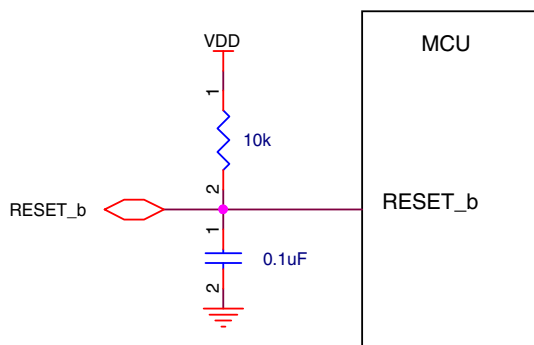 VDD
MCU
1
10k
2
RESET_b
RESET_b
1
0.1uF
2